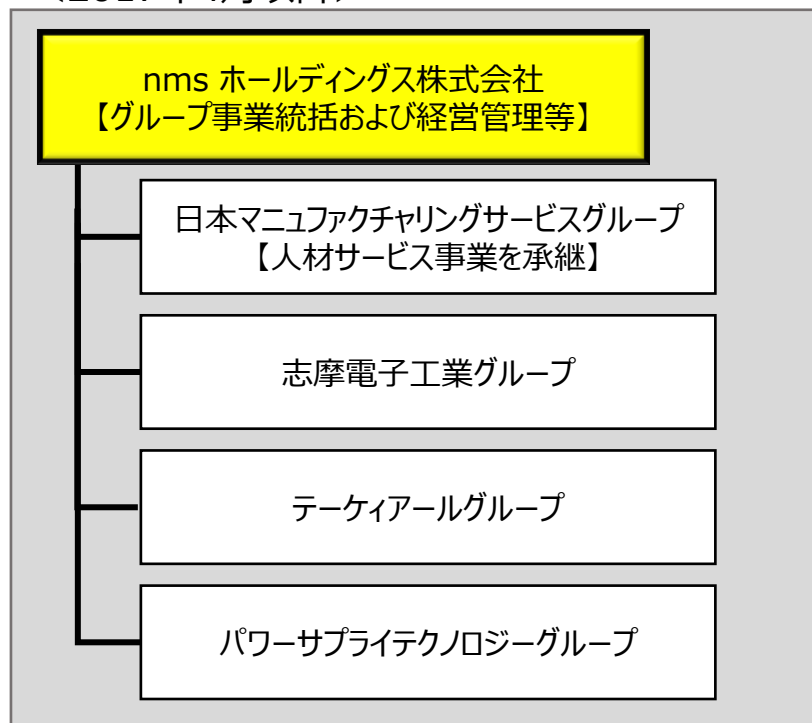 nms ホールディングス株式会社
【グループ事業統括および経営管理等】
日本マニュファクチャリングサービスグループ
【人材サービス事業を承継】
志摩電子工業グループ
テーケィアールグループ
パワーサプライテクノロジーグループ